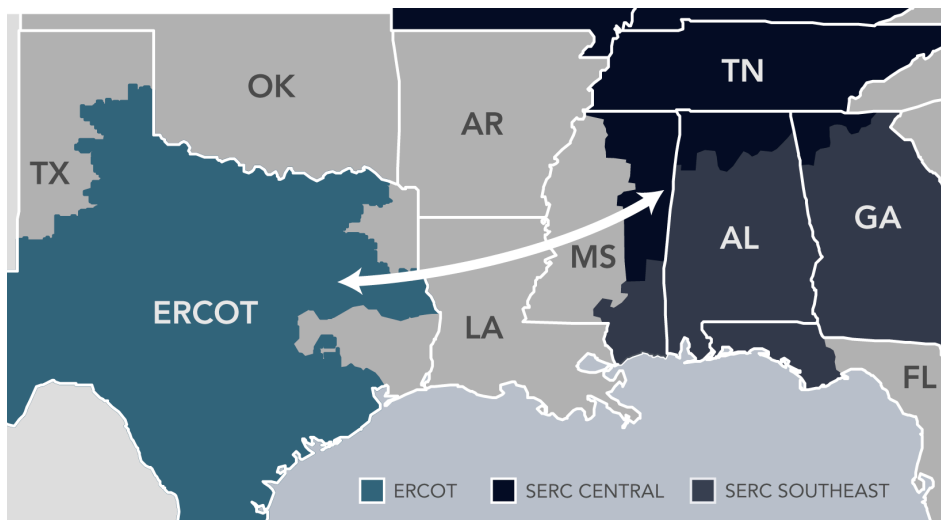 OK
TN
AR
TX
GA
AL
MS
ERCOT
LA
FL
ERCOT
SERC CENTRAL
SERC SOUTHEAST